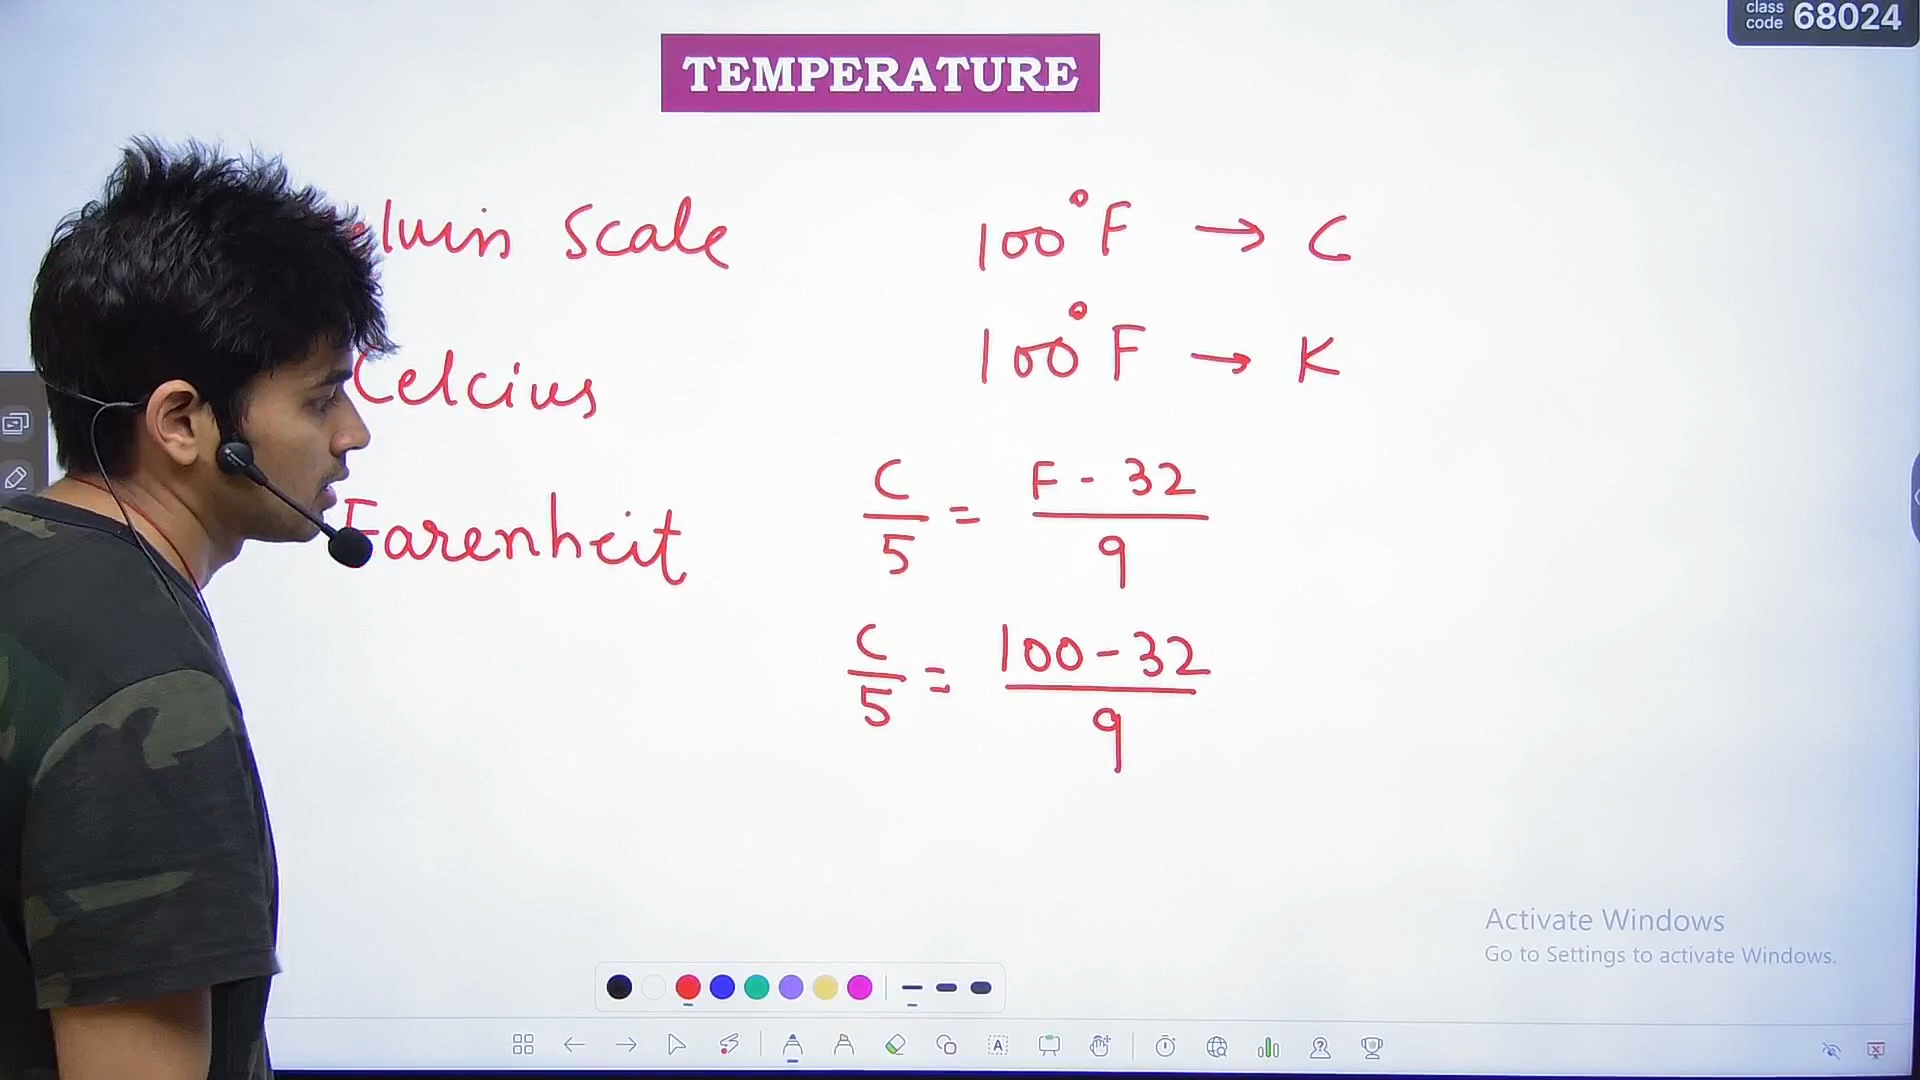 class code 68024
TEMPERATURE
Scale
100°F → C
100°F → K
Celcius
C/5 = F - 32/9
Farenheit
C/5 = 100 - 32/9
Activate Windows
Go to Settings to activate Windows.